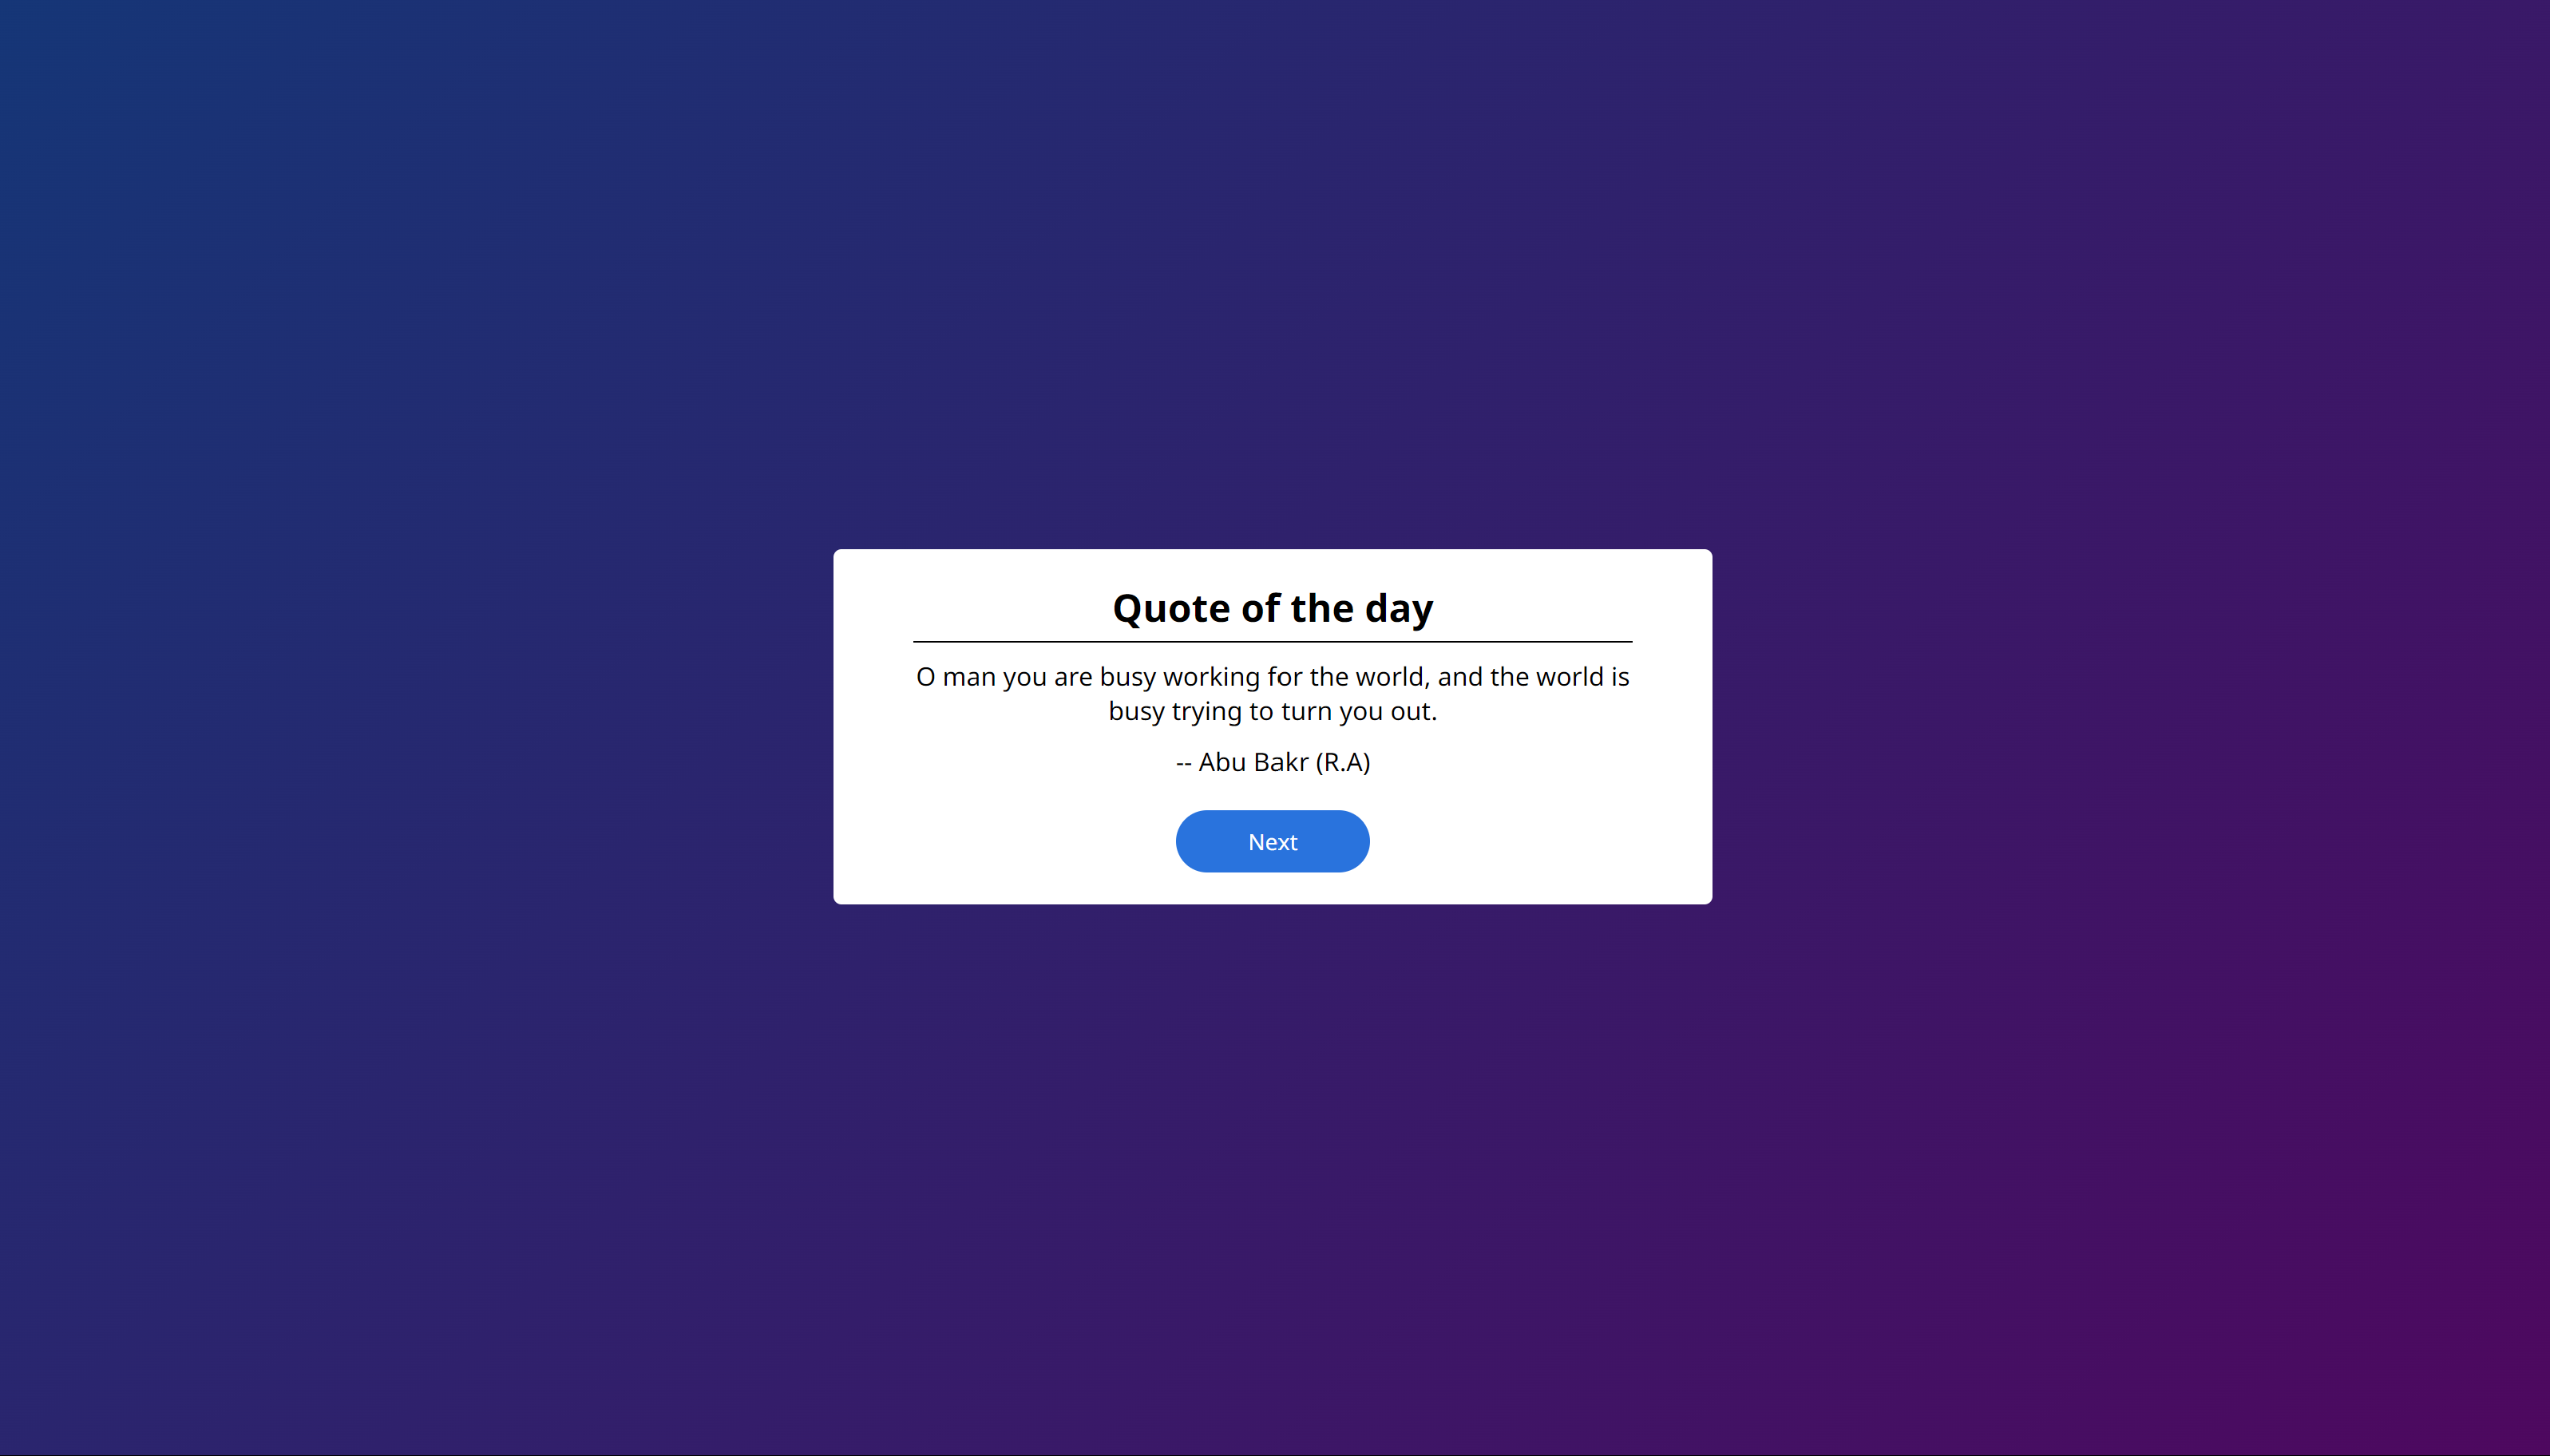 Quote of the day
O man you are busy working for the world, and the world is
busy trying to turn you out.
-- Abu Bakr (R.A)
Next